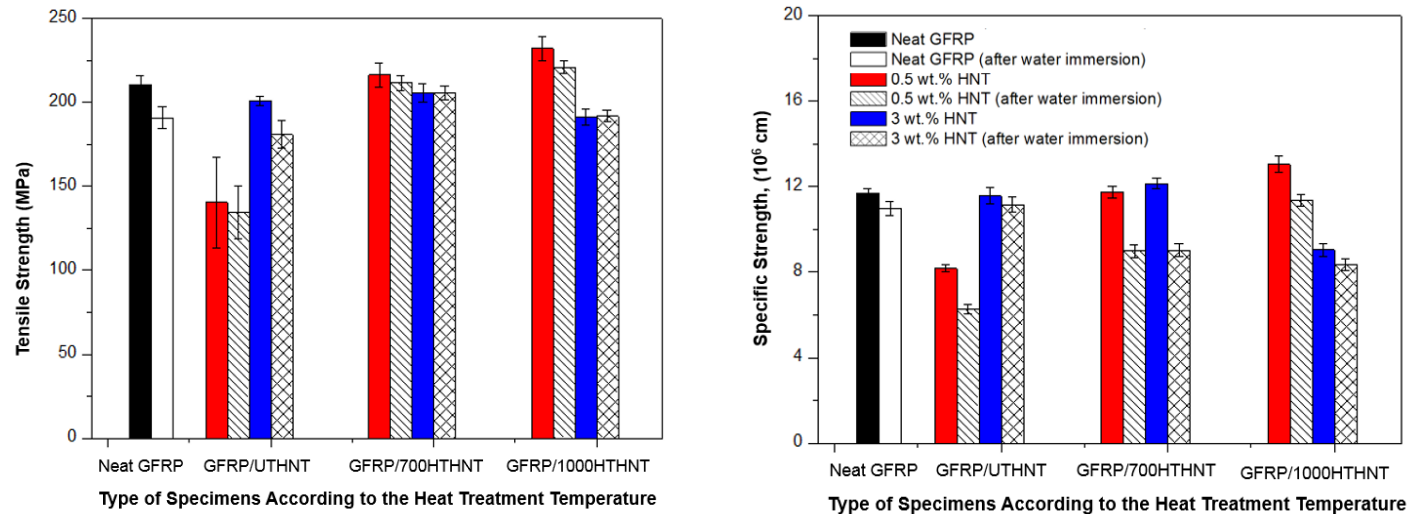 250
200
150
100
50
0
Tensile Strength (MPa)
Neat GFRP
GFRP/UTHNT
GFRP/700HTHNT
GFRP/1000HTHNT
Type of Specimens According to the Heat Treatment Temperature
20
16
12
8
4
0
Specific Strength, (10⁶ cm)
Neat GFRP
Neat GFRP (after water immersion)
0.5 wt.% HNT
0.5 wt.% HNT (after water immersion)
3 wt.% HNT
3 wt.% HNT (after water immersion)
Neat GFRP
GFRP/UTHNT
GFRP/700HTHNT
GFRP/1000HTHNT
Type of Specimens According to the Heat Treatment Temperature